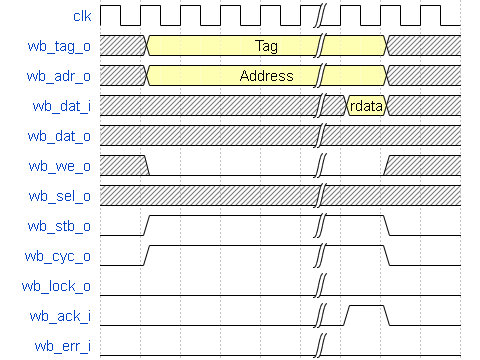 clk
wb_tag_o Tag
wb_adr_o Address
wb_dat_i rdata
wb_dat_o
wb_we_o
wb_sel_o
wb_stb_o
wb_cyc_o
wb_lock_o
wb_ack_i
wb_err_i